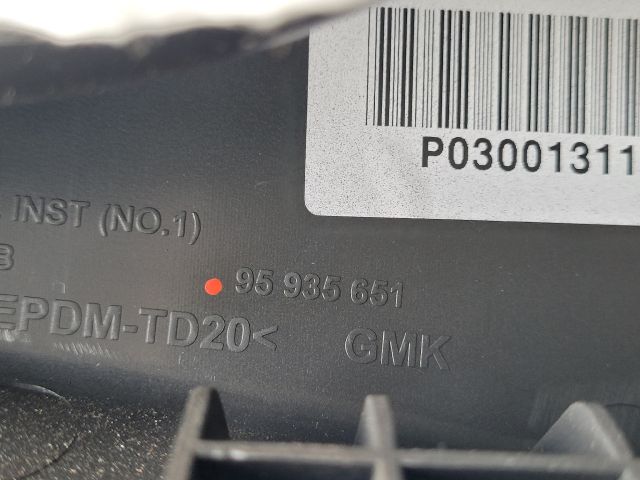 P03001311
INST (NO.1)
95 935 651
EPDM-TD20<
GMK